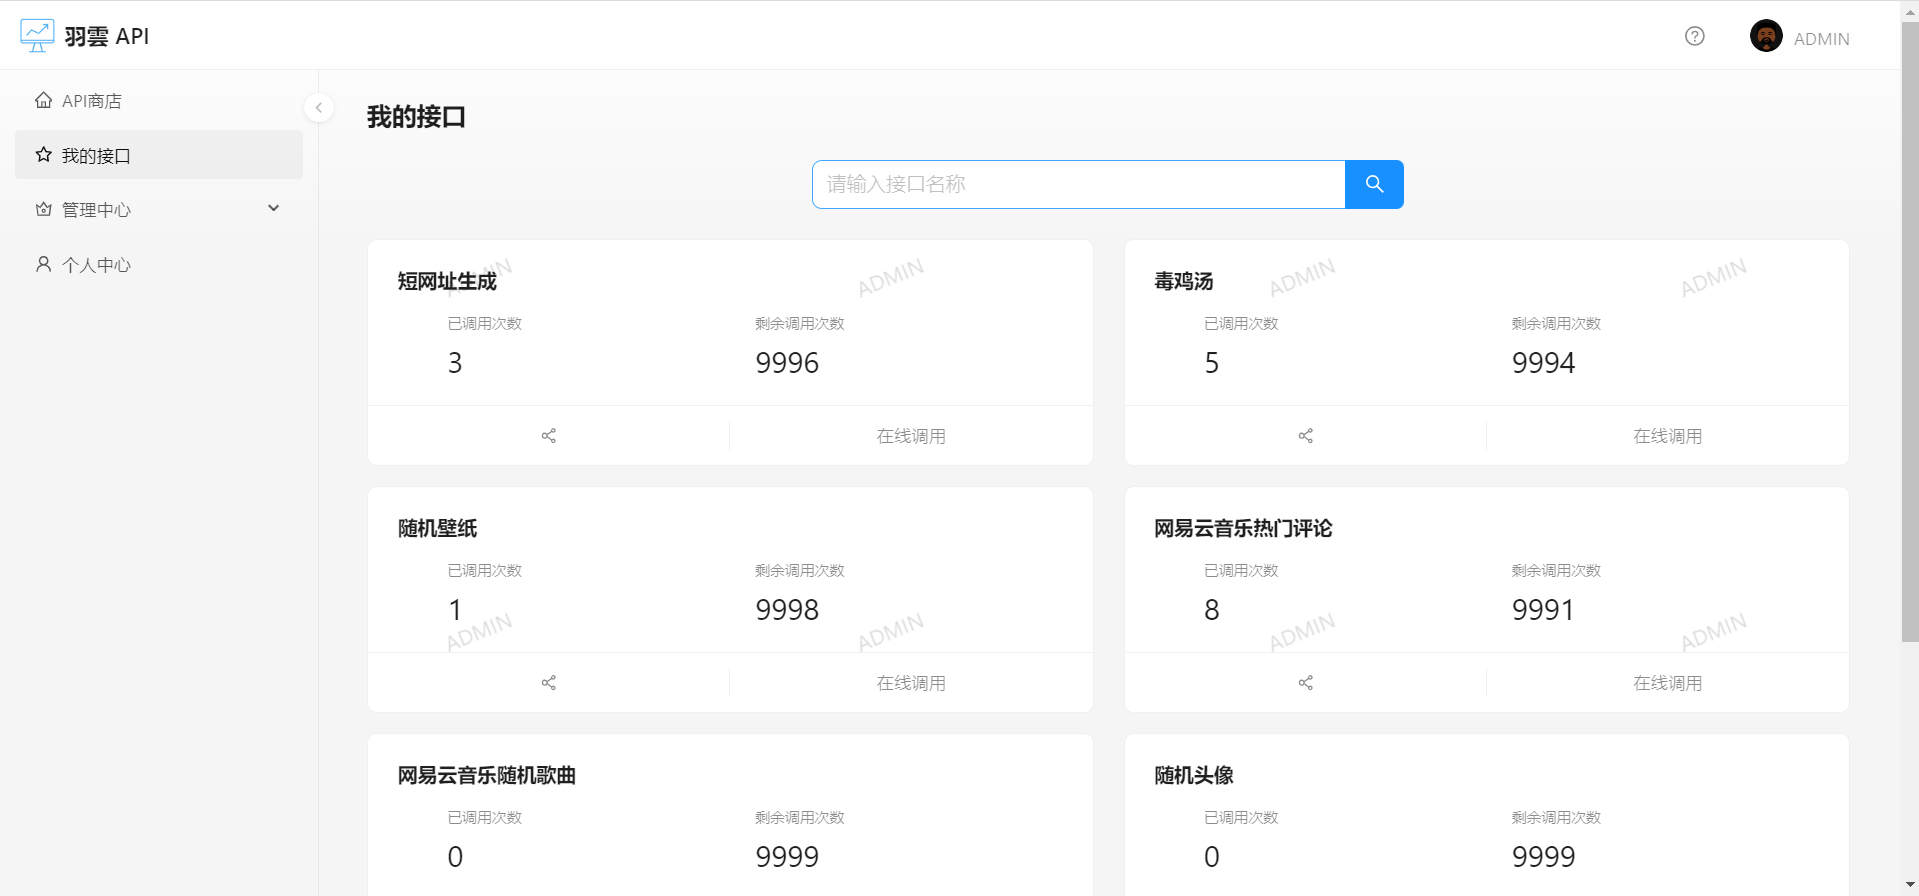 羽雲 API
ADMIN
API商店
我的接口
管理中心
个人中心
我的接口
请输入接口名称
短网址生成
ADMIN
ADMIN
已调用次数
剩余调用次数
3
9996
在线调用
毒鸡汤
ADMIN
ADMIN
已调用次数
剩余调用次数
5
9994
在线调用
随机壁纸
已调用次数
剩余调用次数
1
9998
ADMIN
ADMIN
在线调用
网易云音乐热门评论
已调用次数
剩余调用次数
8
9991
ADMIN
ADMIN
在线调用
网易云音乐随机歌曲
已调用次数
剩余调用次数
0
9999
随机头像
已调用次数
剩余调用次数
0
9999